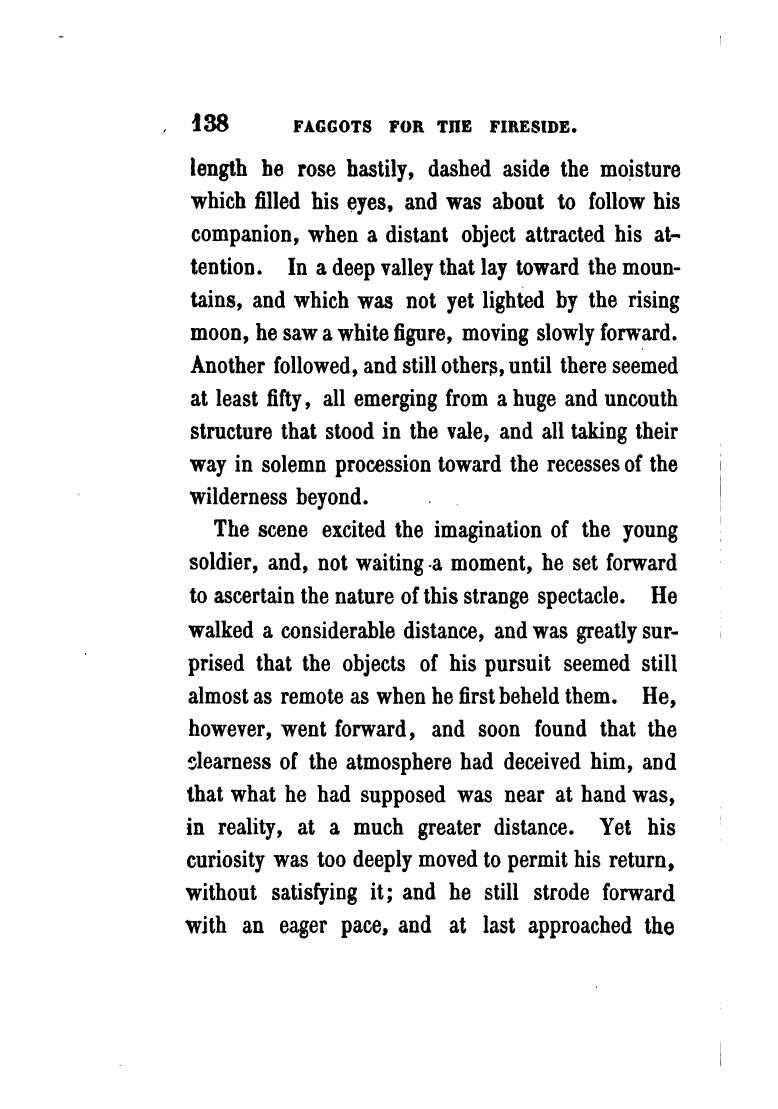 138 FAGGOTS FOR THE FIRESIDE.
length he rose hastily, dashed aside the moisture
which filled his eyes, and was about to follow his
companion, when a distant object attracted his at-
tention. In a deep valley that lay toward the moun-
tains, and which was not yet lighted by the rising
moon, he saw a white figure, moving slowly forward.
Another followed, and still others, until there seemed
at least fifty, all emerging from a huge and uncouth
structure that stood in the vale, and all taking their
way in solemn procession toward the recesses of the
wilderness beyond.
The scene excited the imagination of the young
soldier, and, not waiting a moment, he set forward
to ascertain the nature of this strange spectacle. He
walked a considerable distance, and was greatly sur-
prised that the objects of his pursuit seemed still
almost as remote as when he first beheld them. He,
however, went forward, and soon found that the
clearness of the atmosphere had deceived him, and
that what he had supposed was near at hand was,
in reality, at a much greater distance. Yet his
curiosity was too deeply moved to permit his return,
without satisfying it; and he still strode forward
with an eager pace, and at last approached the